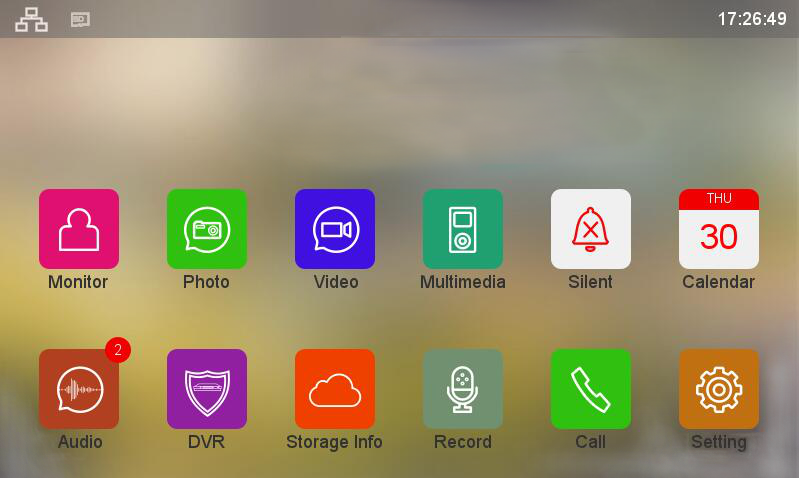 17:26:49
THU
30
Monitor
Photo
Video
Multimedia
Silent
Calendar
2
Audio
DVR
Storage Info
Record
Call
Setting